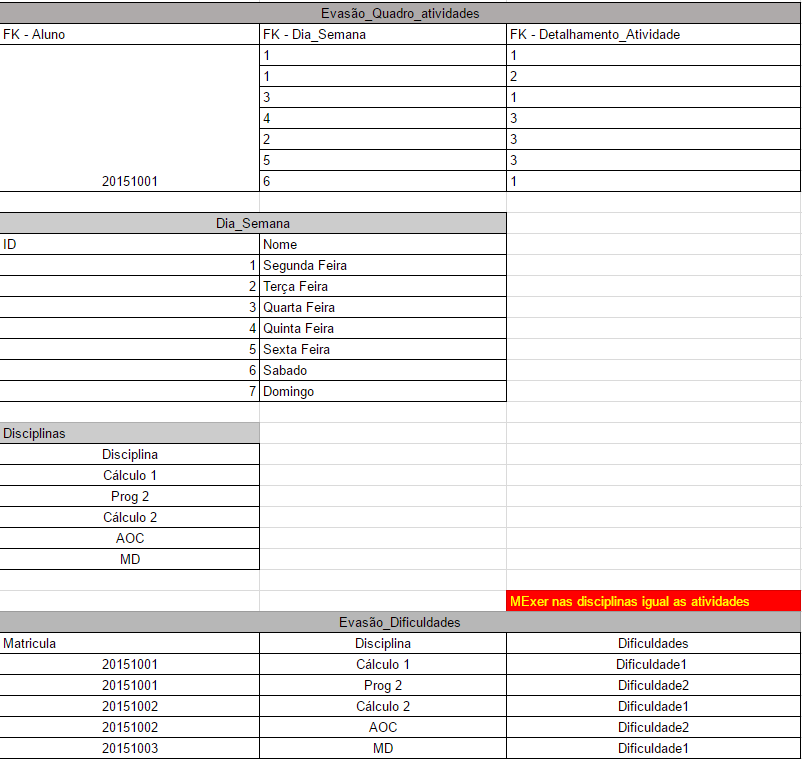 Evasão_Quadro_atividades
FK - Aluno FK - Dia_Semana FK - Detalhamento_Atividade
1 1
1 2
3 1
4 3
2 3
5 3
20151001 6 1
Dia_Semana
ID Nome
1 Segunda Feira
2 Terça Feira
3 Quarta Feira
4 Quinta Feira
5 Sexta Feira
6 Sabado
7 Domingo
Disciplinas
Disciplina
Cálculo 1
Prog 2
Cálculo 2
AOC
MD
MExer nas disciplinas igual as atividades
Evasão_Dificuldades
Matricula Disciplina Dificuldades
20151001 Cálculo 1 Dificuldade1
20151001 Prog 2 Dificuldade2
20151002 Cálculo 2 Dificuldade1
20151002 AOC Dificuldade2
20151003 MD Dificuldade1